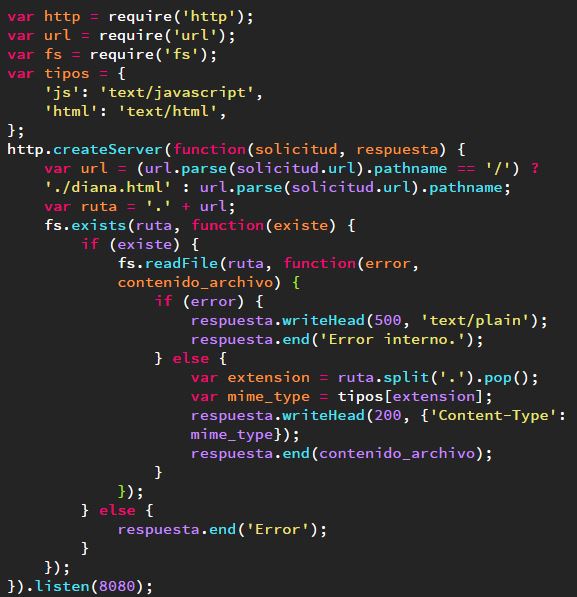 var http = require('http');
var url = require('url');
var fs = require('fs');
var tipos = {
    'js': 'text/javascript',
    'html': 'text/html',
};
http.createServer(function(solicitud, respuesta) {
    var url = (url.parse(solicitud.url).pathname == '/') ?
    './diana.html' : url.parse(solicitud.url).pathname;
    var ruta = '.' + url;
    fs.exists(ruta, function(existe) {
        if (existe) {
            fs.readFile(ruta, function(error,
            contenido_archivo) {
                if (error) {
                    respuesta.writeHead(500, 'text/plain');
                    respuesta.end('Error interno.');
                } else {
                    var extension = ruta.split('.').pop();
                    var mime_type = tipos[extension];
                    respuesta.writeHead(200, {'Content-Type':
                    mime_type});
                    respuesta.end(contenido_archivo);
                }
            });
        } else {
            respuesta.end('Error');
        }
    });
}).listen(8080);